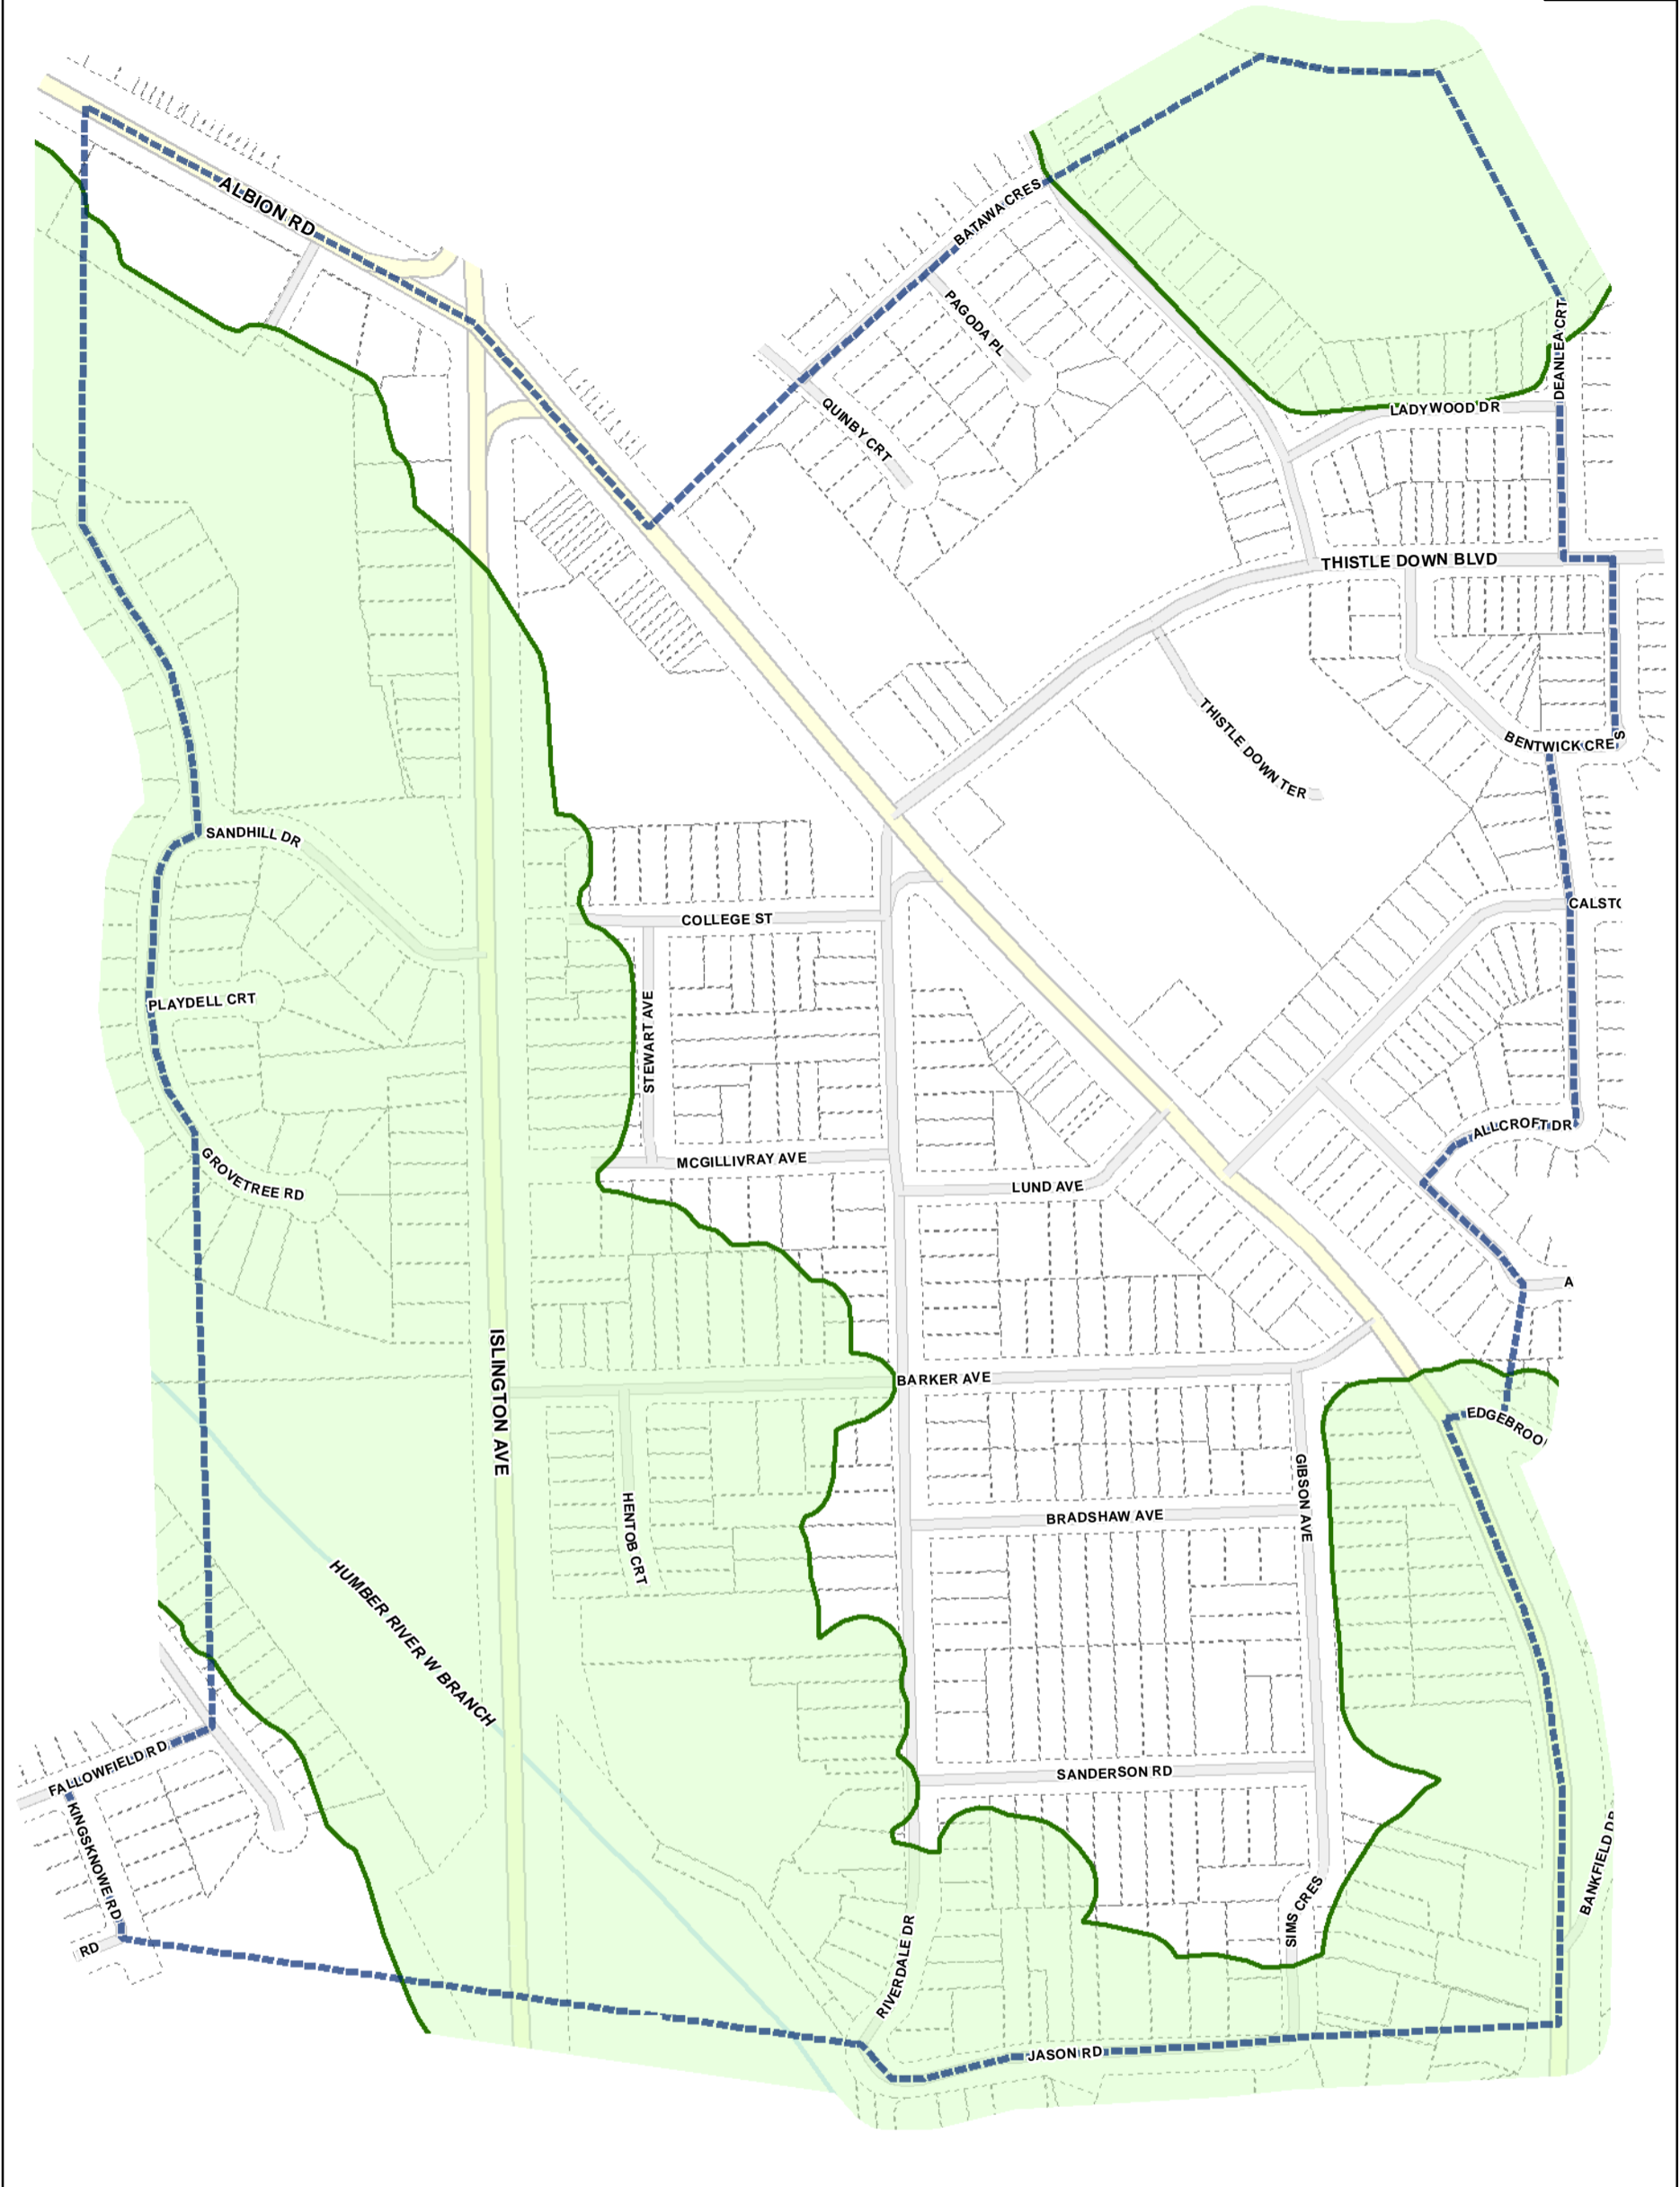 ALBION RD
BATAWA CRES
PAGODA PL
DEANLEA CRT
QUINBY CRT
LADYWOOD DR
THISTLE DOWN BLVD
THISTLE DOWN TER
BENTWICK CRES
SANDHILL DR
COLLEGE ST
CALSTO
PLAYDELL CRT
STEWART AVE
ALLCROFT DR
GROVETREE RD
MCGILLIVRAY AVE
LUND AVE
A
ISLINGTON AVE
BARKER AVE
EDGEBROO
GIBSON AVE
HENTOB CRT
BRADSHAW AVE
HUMBER RIVER W BRANCH
FALLOWFIELD RD
SANDERSON RD
KINGSKNOWE RD
BANKFIELD DR
SIMS CRES
RD
RIVERDALE DR
JASON RD